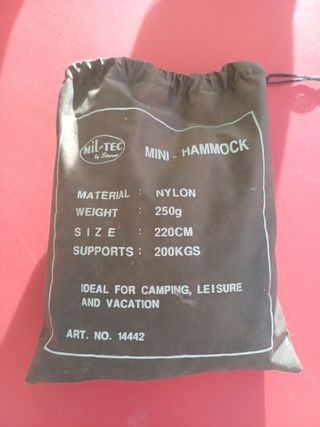 MIL-TEC
by Sturm
MINI - HAMMOCK
MATERIAL : NYLON
WEIGHT : 250g
SIZE : 220CM
SUPPORTS : 200KGS
IDEAL FOR CAMPING, LEISURE
AND VACATION
ART. NO. 14442